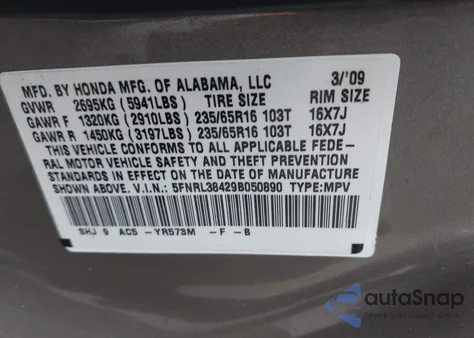 MFD. BY HONDA MFG. OF ALABAMA, LLC 3/'09
GVWR 2695KG (5941LBS) TIRE SIZE RIM SIZE
GAWR F 1320KG (2910LBS) 235/65R16 103T 16X7J
GAWR R 1450KG (3197LBS) 235/65R16 103T 16X7J
THIS VEHICLE CONFORMS TO ALL APPLICABLE FEDE-
RAL MOTOR VEHICLE SAFETY AND THEFT PREVENTION
STANDARDS IN EFFECT ON THE DATE OF MANUFACTURE
SHOWN ABOVE. V.I.N.: 5FNRL38429B050890 TYPE:MPV
SHJ 9 AC5 -YR573M -F -B
autoSnap